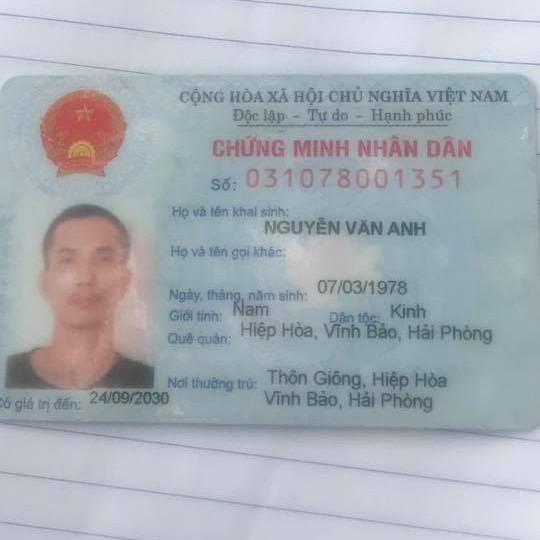 CỘNG HÒA XÃ HỘI CHỦ NGHĨA VIỆT NAM
Độc lập - Tự do - Hạnh phúc
CHỨNG MINH NHÂN DÂN
Số: 031078001351
Họ và tên khai sinh:
NGUYỄN VĂN ANH
Họ và tên gọi khác:
Ngày, tháng, năm sinh: 07/03/1978
Giới tính: Nam Dân tộc: Kinh
Quê quán: Hiệp Hòa, Vĩnh Bảo, Hải Phòng
Nơi thường trú: Thôn Giông, Hiệp Hòa
Vĩnh Bảo, Hải Phòng
Có giá trị đến: 24/09/2030